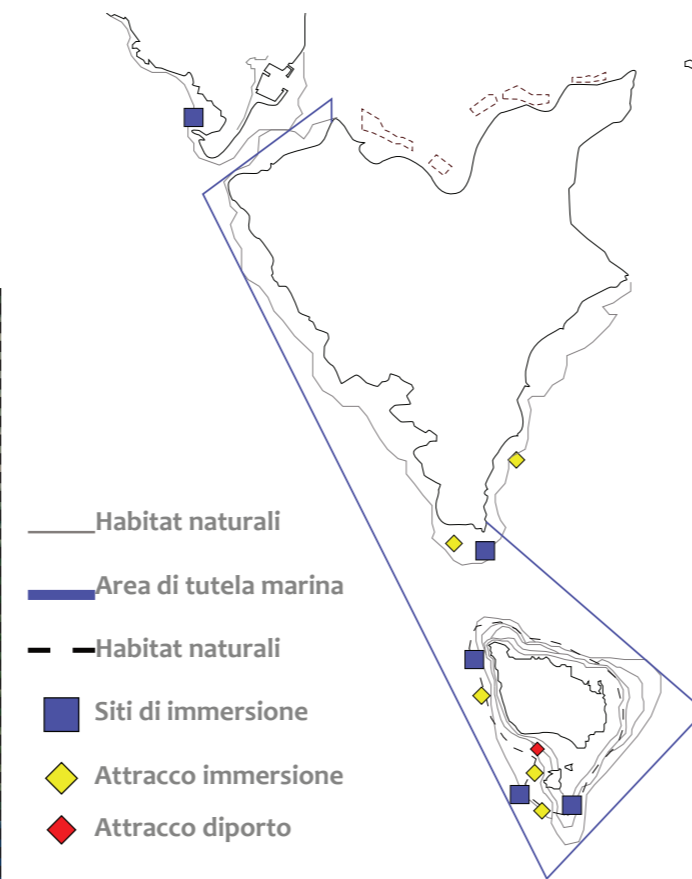 Habitat naturali
Area di tutela marina
Habitat naturali
Siti di immersione
Attracco immersione
Attracco diporto